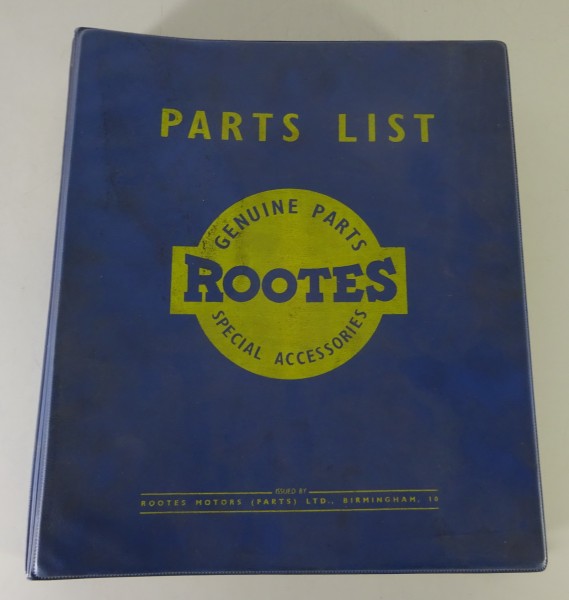 PARTS LIST
GENUINE PARTS
ROOTES
SPECIAL ACCESSORIES
ISSUED BY
ROOTES MOTORS (PARTS) LTD., BIRMINGHAM, 18